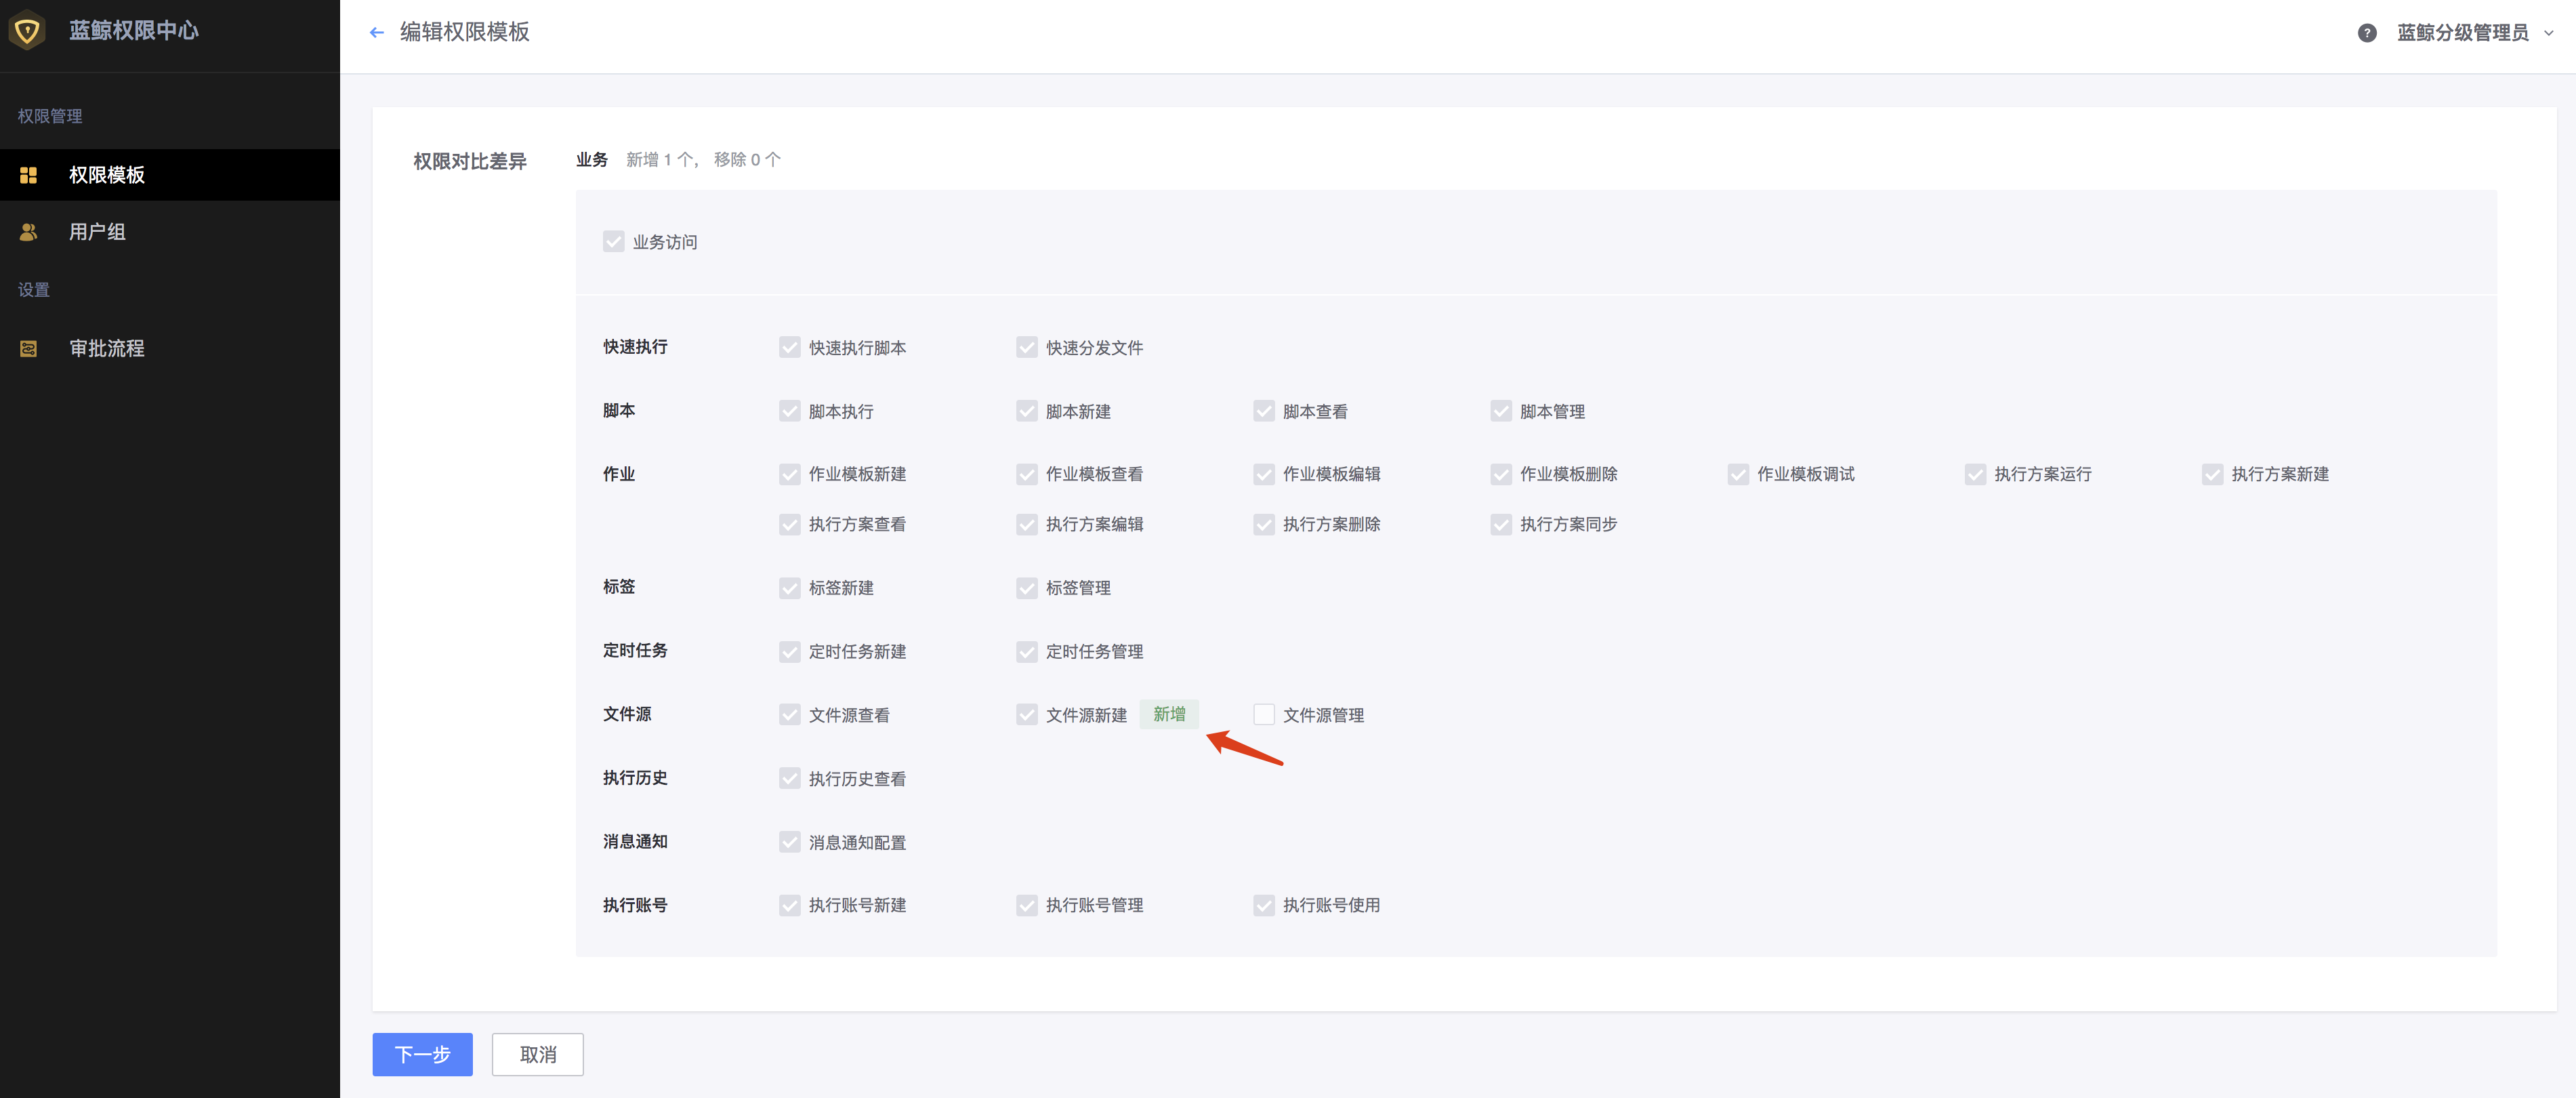 蓝鲸权限中心
编辑权限模板
? 蓝鲸分级管理员
权限管理
权限模板
用户组
设置
审批流程
权限对比差异 业务 新增 1 个， 移除 0 个
业务访问
快速执行 快速执行脚本 快速分发文件
脚本 脚本执行 脚本新建 脚本查看 脚本管理
作业 作业模板新建 作业模板查看 作业模板编辑 作业模板删除 作业模板调试 执行方案运行 执行方案新建
执行方案查看 执行方案编辑 执行方案删除 执行方案同步
标签 标签新建 标签管理
定时任务 定时任务新建 定时任务管理
文件源 文件源查看 文件源新建 新增 文件源管理
执行历史 执行历史查看
消息通知 消息通知配置
执行账号 执行账号新建 执行账号管理 执行账号使用
下一步 取消